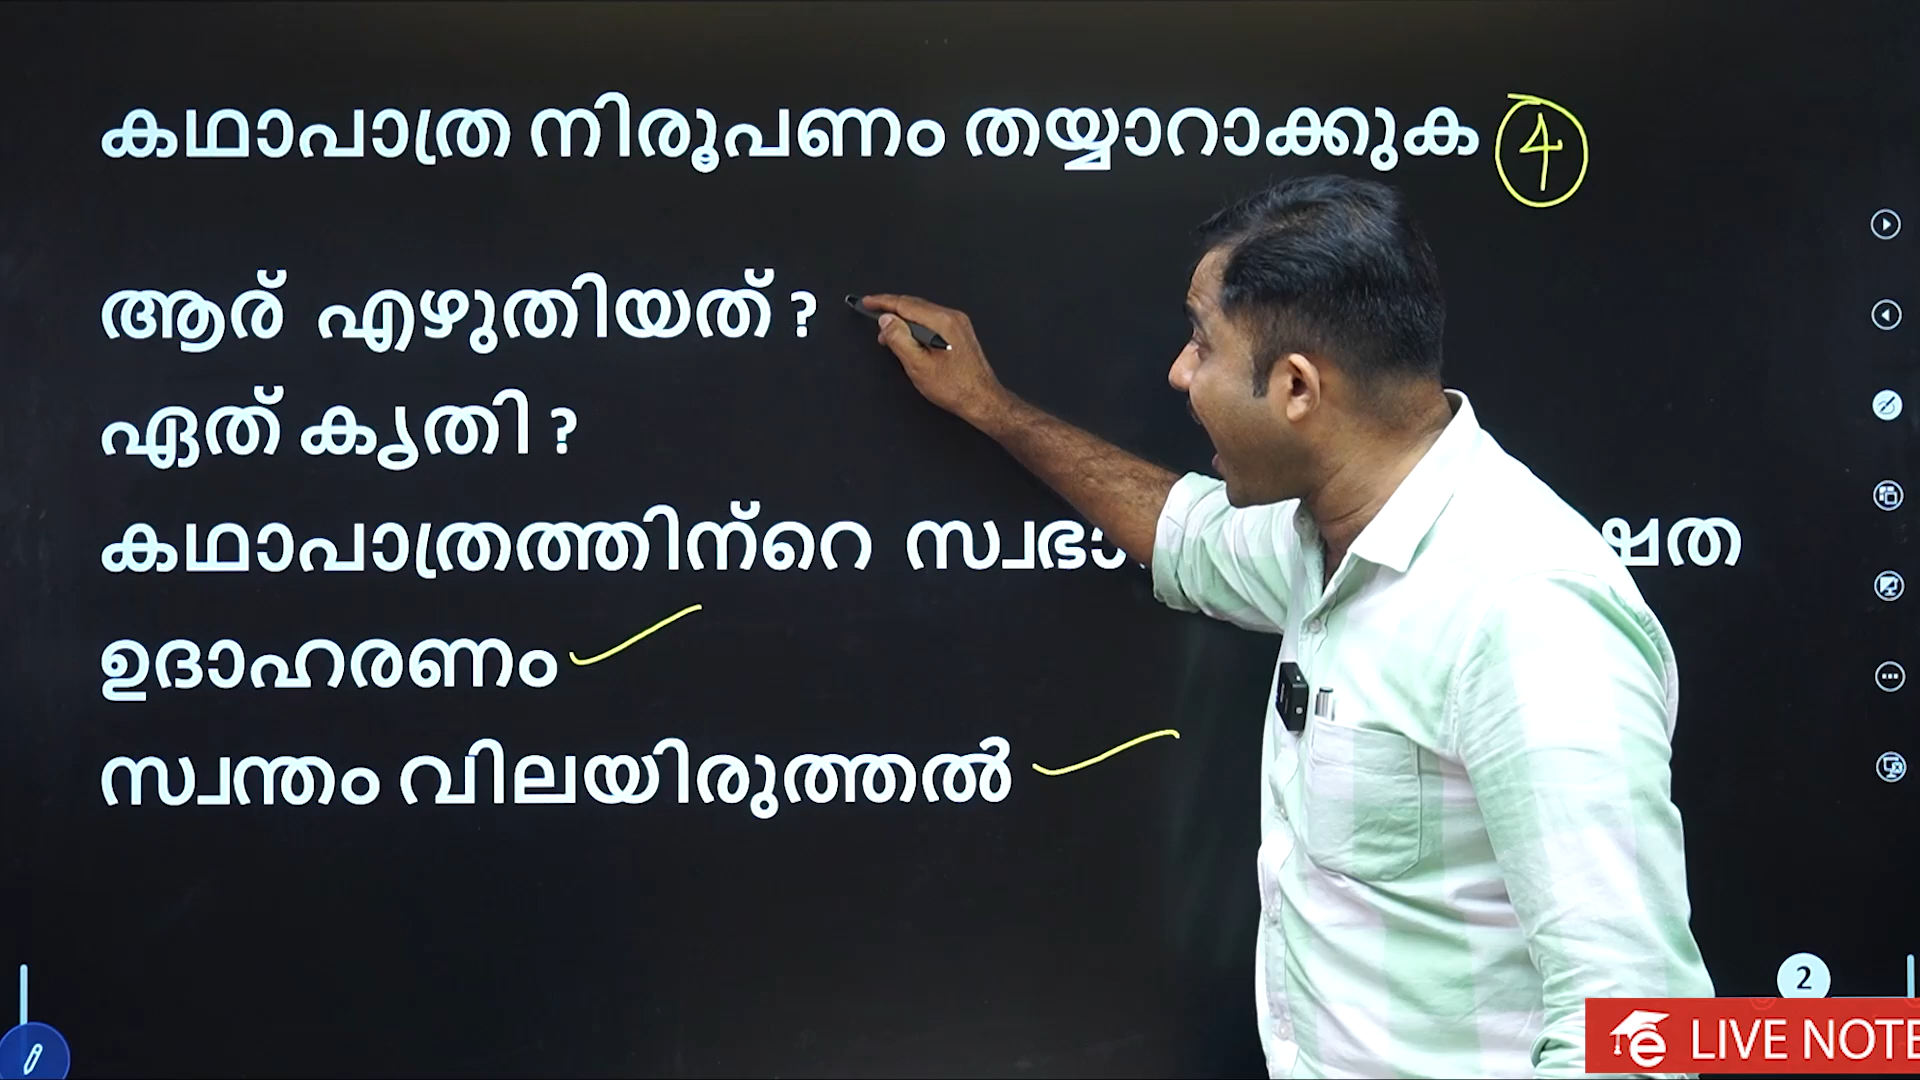 കഥാപാത്ര നിരൂപണം തയ്യാറാക്കുക 4
ആര് എഴുതിയത് ?
ഏത് കൃതി ?
കഥാപാത്രത്തിന്റെ
ഉദാഹരണം
സ്വന്തം വിലയിരുത്തൽ
2
e LIVE NOTE